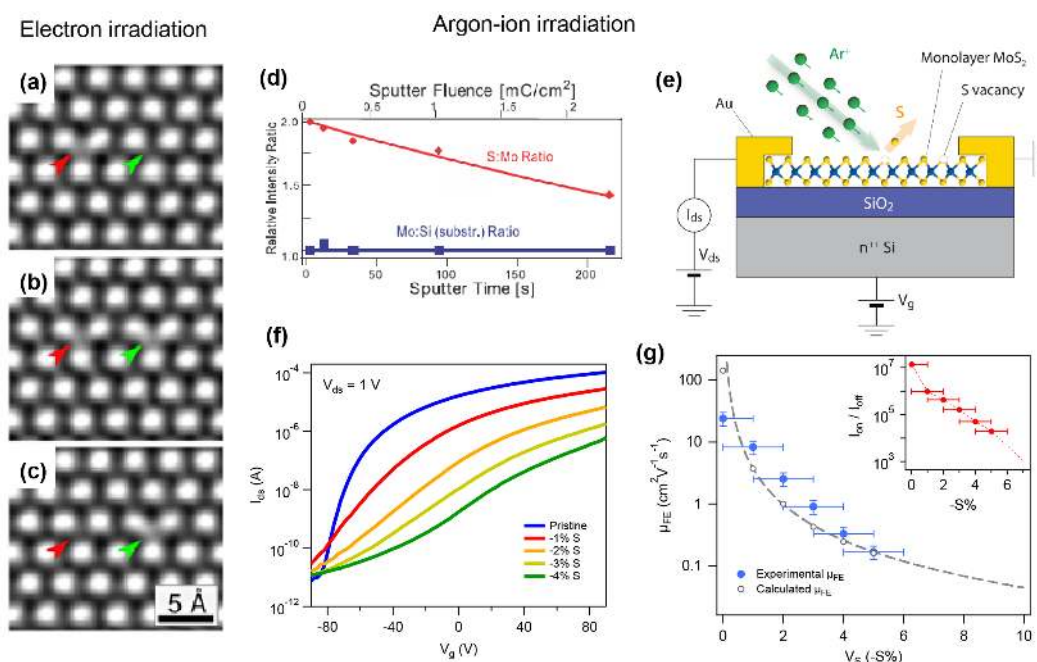 Electron irradiation
Argon-ion irradiation
(a)
(b)
(c)
5 Å
(d)
Sputter Fluence [mC/cm²]
0 1 2
2.0
1.5
1.0
Relative Intensity Ratio
S:Mo Ratio
Mo:Si (substr.) Ratio
0 50 100 150 200
Sputter Time [s]
(e)
Ar⁺
Monolayer MoS₂
S vacancy
Au
S
SiO₂
n⁺⁺ Si
I_ds
V_ds
V_g
(f)
V_ds = 1 V
10⁻⁴
10⁻⁶
10⁻⁸
10⁻¹⁰
10⁻¹²
I_ds (A)
Pristine
-1% S
-2% S
-3% S
-4% S
-80 -40 0 40 80
V_g (V)
(g)
100
10
1
0.1
μ_FE (cm²V⁻¹s⁻¹)
Experimental μ_FE
Calculated μ_FE
0 2 4 6 8 10
V_S (-S%)
10⁷
10⁵
10³
I_on / I_off
0 2 4 6
-S%